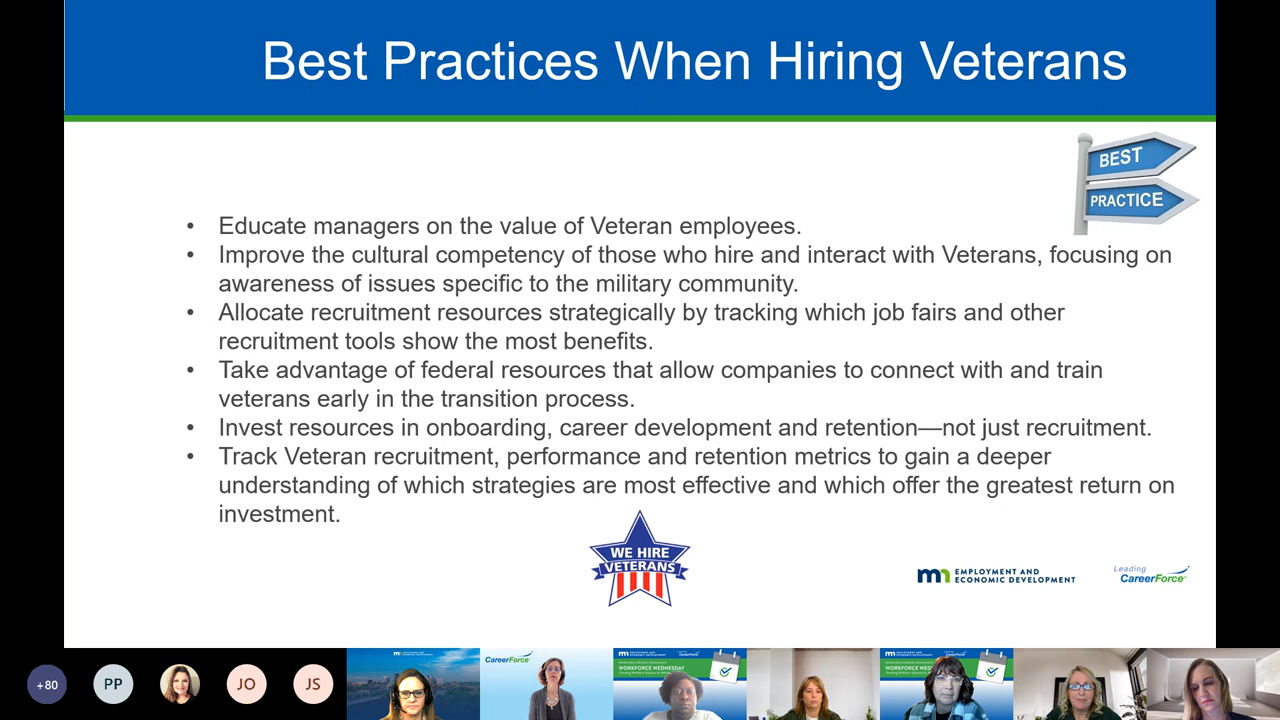 Best Practices When Hiring Veterans
BEST
PRACTICE
• Educate managers on the value of Veteran employees.
• Improve the cultural competency of those who hire and interact with Veterans, focusing on
awareness of issues specific to the military community.
• Allocate recruitment resources strategically by tracking which job fairs and other
recruitment tools show the most benefits.
• Take advantage of federal resources that allow companies to connect with and train
veterans early in the transition process.
• Invest resources in onboarding, career development and retention—not just recruitment.
• Track Veteran recruitment, performance and retention metrics to gain a deeper
understanding of which strategies are most effective and which offer the greatest return on
investment.
WE HIRE
VETERANS
mn EMPLOYMENT AND
ECONOMIC DEVELOPMENT
Leading
CareerForce
+80
PP
JO
JS
CareerForce
WORKFORCE WEDNESDAY